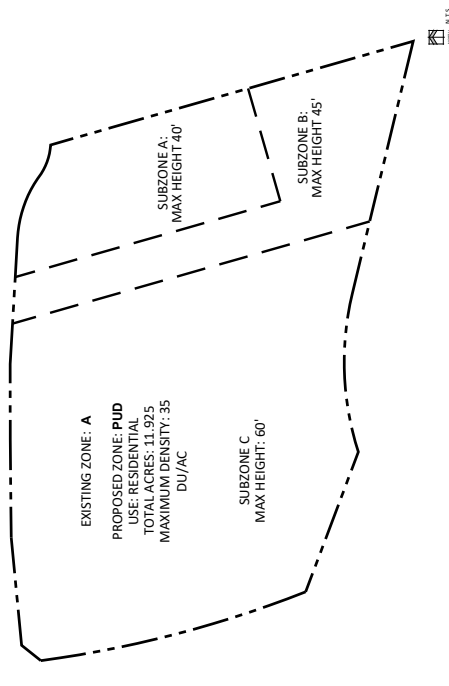 EXISTING ZONE: A
PROPOSED ZONE: PUD
USE: RESIDENTIAL
TOTAL ACRES: 11.925
MAXIMUM DENSITY: 35
DU/AC
SUBZONE C
MAX HEIGHT: 60'
SUBZONE A:
MAX HEIGHT 40'
SUBZONE B:
MAX HEIGHT 45'
NTS